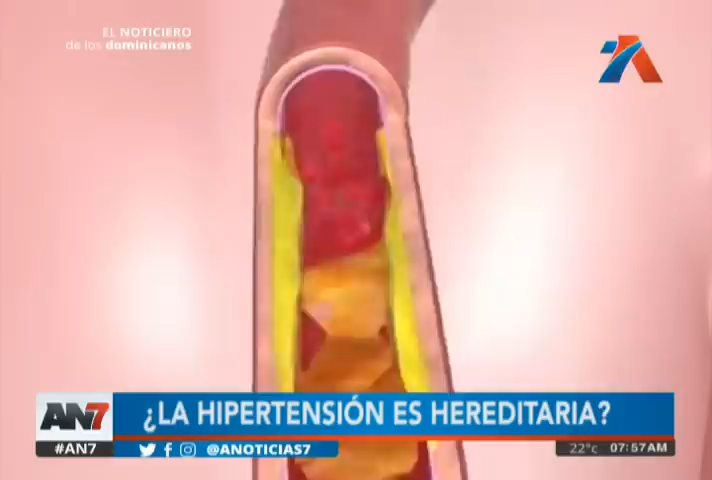 EL NOTICIERO
de los dominicanos
¿LA HIPERTENSIÓN ES HEREDITARIA?
AN7
#AN7
@ANOTICIAS7
22°c 07:57AM